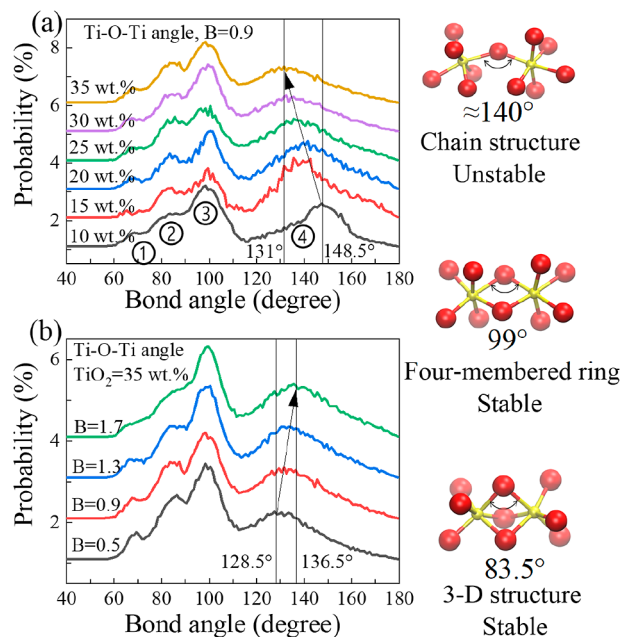 (a)
Ti-O-Ti angle, B=0.9
Probability (%)
8
6
4
2
35 wt.%
30 wt.%
25 wt.%
20 wt.%
15 wt.%
10 wt.%
①
②
③
④
131°
148.5°
40 60 80 100 120 140 160 180
Bond angle (degree)
(b)
Ti-O-Ti angle
TiO₂=35 wt.%
Probability (%)
6
4
2
B=1.7
B=1.3
B=0.9
B=0.5
128.5°
136.5°
40 60 80 100 120 140 160 180
Bond angle (degree)
≈140°
Chain structure
Unstable
99°
Four-membered ring
Stable
83.5°
3-D structure
Stable